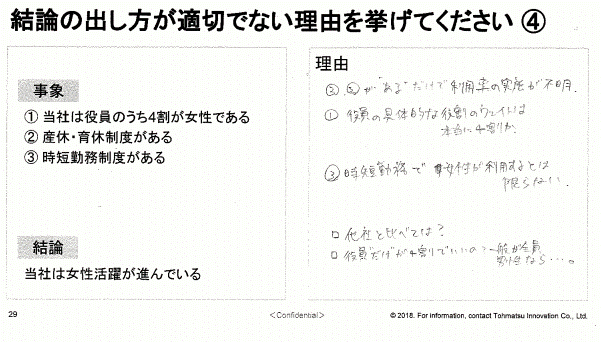 結論の出し方が適切でない理由を挙げてください ④
事象
① 当社は役員のうち4割が女性である
② 産休・育休制度がある
③ 時短勤務制度がある
結論
当社は女性活躍が進んでいる
理由
が"ある"だけで利用率の実態が不明.
① 役員の具体的な役割のウェイトは
本当に4割か.
③ 時短勤務で 女性が利用するとは
限らない.
□ 他社と比べては?
□ 役員"だけ"が4割でいいの?一般が全員
なら…。
29
<Confidential>
© 2018. For information, contact Tohmatsu Innovation Co., Ltd.